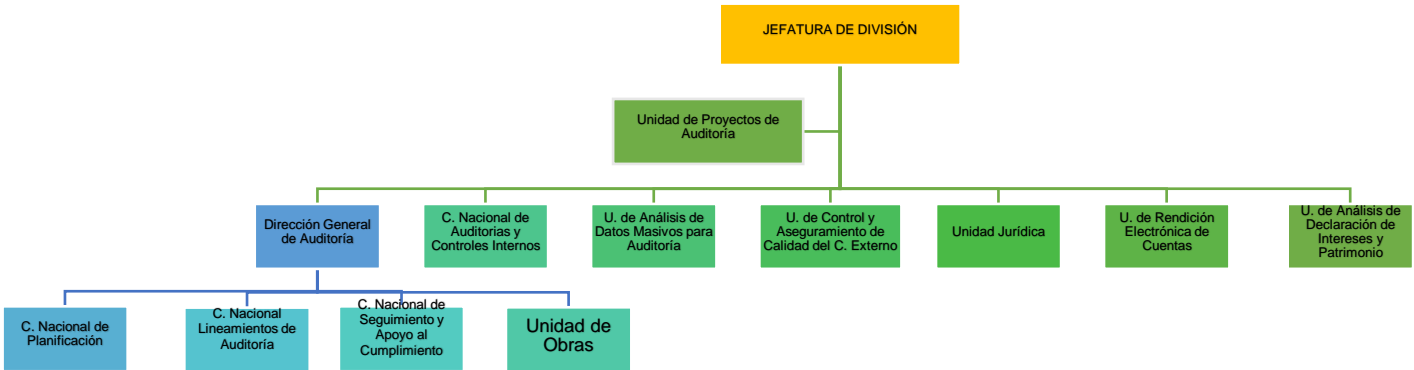 JEFATURA DE DIVISIÓN
Unidad de Proyectos de
Auditoría
Dirección General
de Auditoría
C. Nacional de
Auditorias y
Controles Internos
U. de Análisis de
Datos Masivos para
Auditoría
U. de Control y
Aseguramiento de
Calidad del C. Externo
Unidad Jurídica
U. de Rendición
Electrónica de
Cuentas
U. de Análisis de
Declaración de
Intereses y
Patrimonio
C. Nacional de
Planificación
C. Nacional
Lineamientos de
Auditoría
C. Nacional de
Seguimiento y
Apoyo al
Cumplimiento
Unidad de
Obras